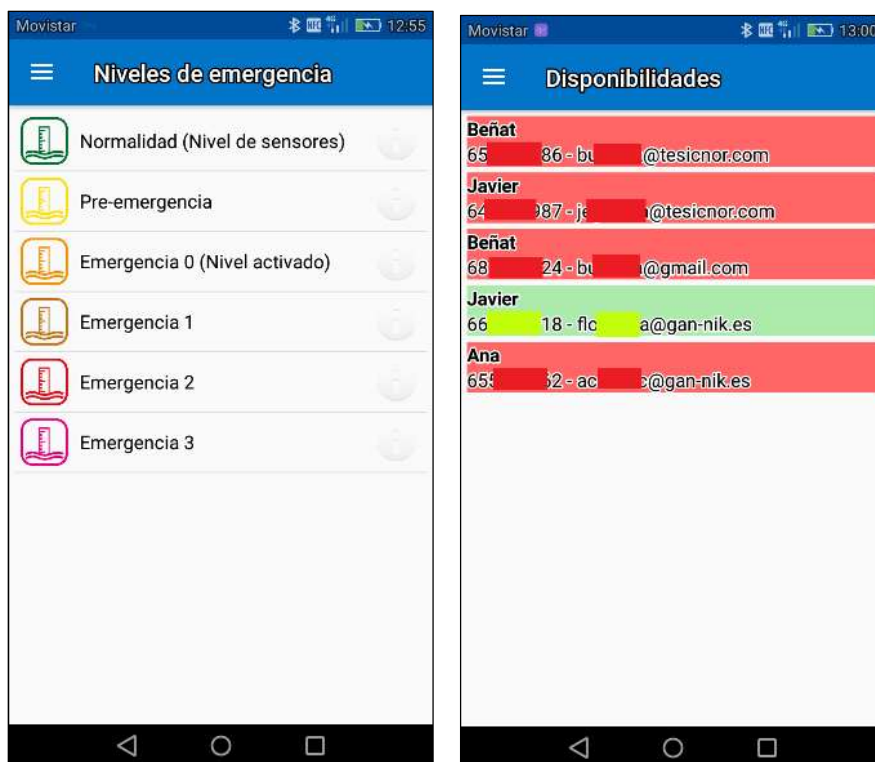 Movistar
12:55
Niveles de emergencia
Normalidad (Nivel de sensores)
Pre-emergencia
Emergencia 0 (Nivel activado)
Emergencia 1
Emergencia 2
Emergencia 3
Movistar
13:00
Disponibilidades
Beñat
65 86 - bu @tesicnor.com
Javier
64 987 - je @tesicnor.com
Beñat
68 24 - bu @gmail.com
Javier
66 18 - flo a@gan-nik.es
Ana
655 52 - ac c@gan-nik.es